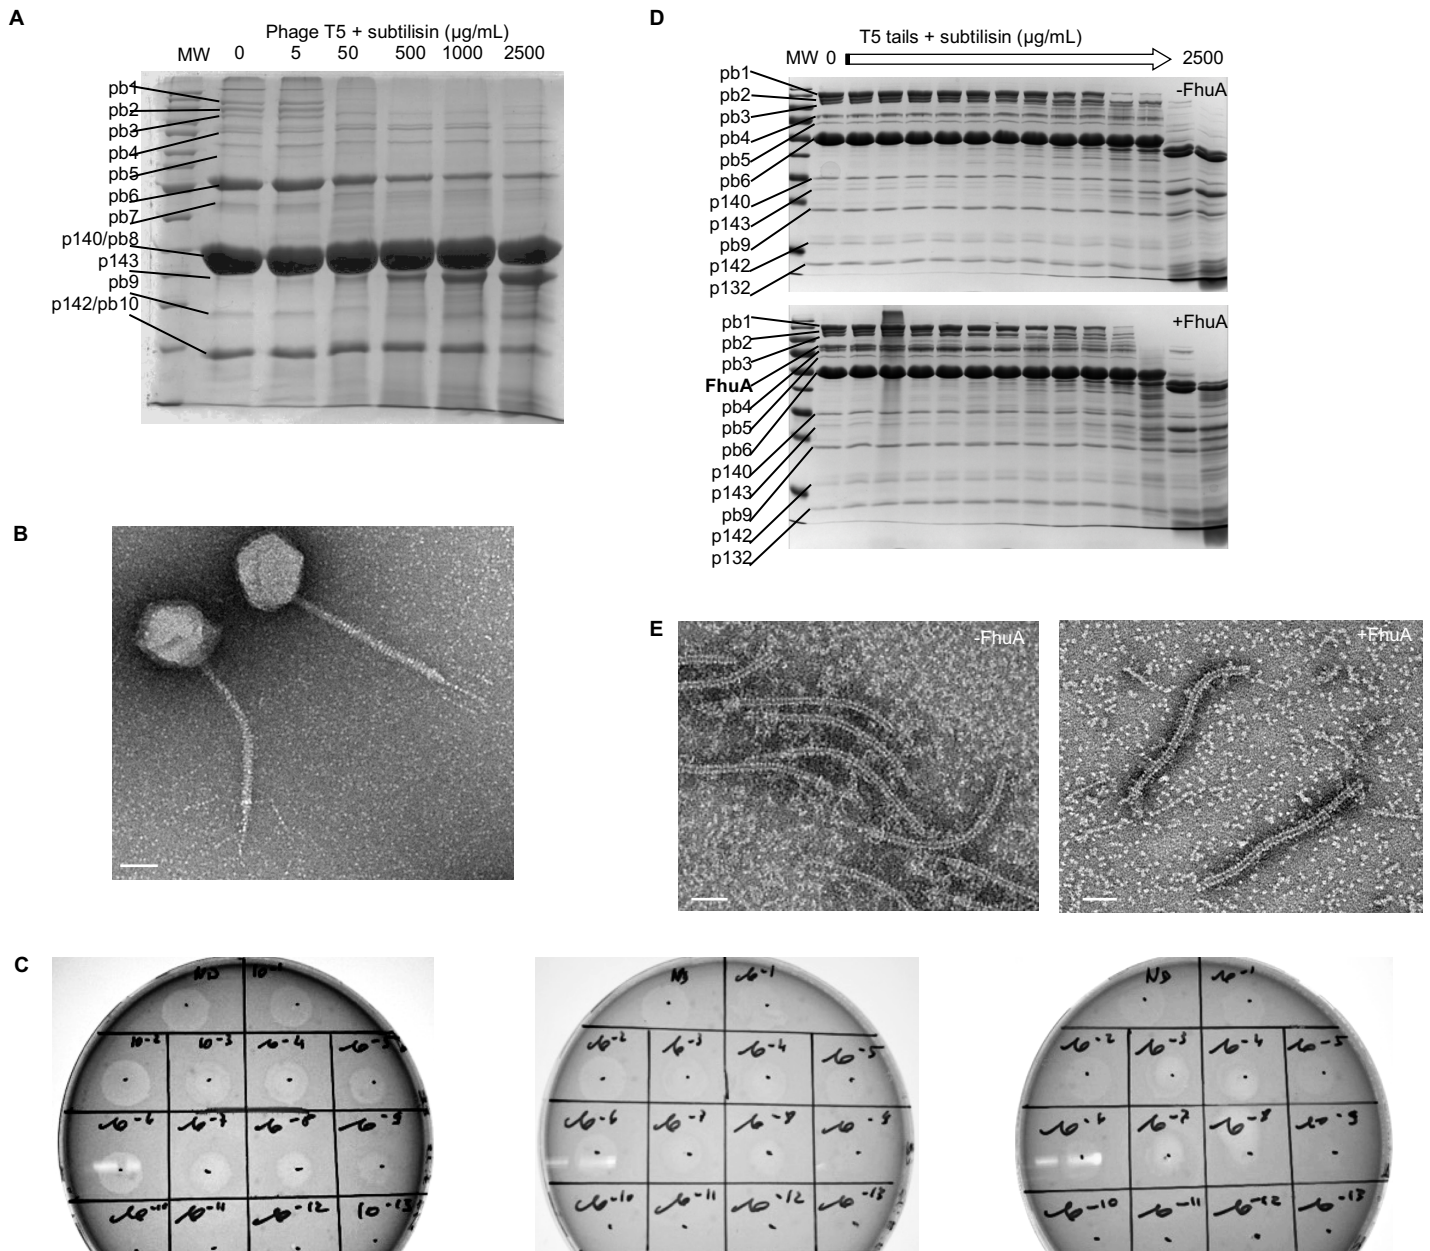 A
Phage T5 + subtilisin (µg/mL)
MW 0 5 50 500 1000 2500
pb1
pb2
pb3
pb4
pb5
pb6
pb7
p140/pb8
p143
pb9
p142/pb10
D
T5 tails + subtilisin (µg/mL)
MW 0 2500
-FhuA
pb1
pb2
pb3
pb4
pb5
pb6
p140
p143
pb9
p142
p132
+FhuA
pb1
pb2
pb3
FhuA
pb4
pb5
pb6
p140
p143
pb9
p142
p132
B
E
-FhuA
+FhuA
C
10-1
10-2 10-3 10-4 10-5
10-6 10-7 10-8 10-9
10-10 10-11 10-12 10-13
10-1
10-2 10-3 10-4 10-5
10-6 10-7 10-8 10-9
10-10 10-11 10-12 10-13
10-1
10-2 10-3 10-4 10-5
10-6 10-7 10-8 10-9
10-10 10-11 10-12 10-13